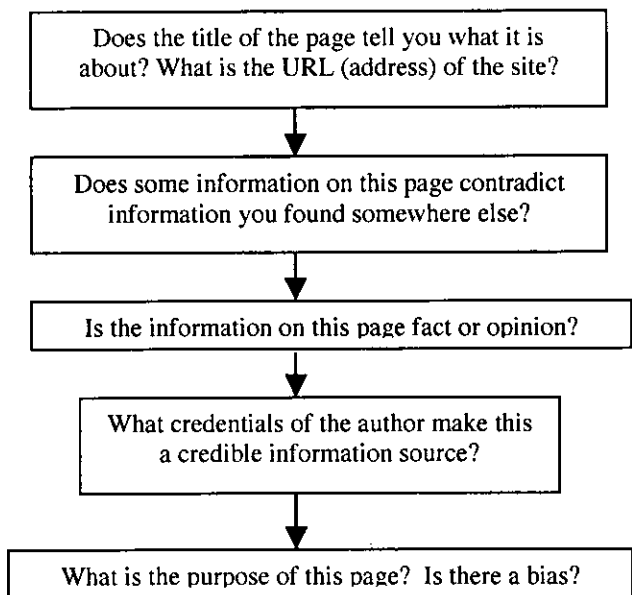 Does the title of the page tell you what it is
about? What is the URL (address) of the site?
Does some information on this page contradict
information you found somewhere else?
Is the information on this page fact or opinion?
What credentials of the author make this
a credible information source?
What is the purpose of this page? Is there a bias?